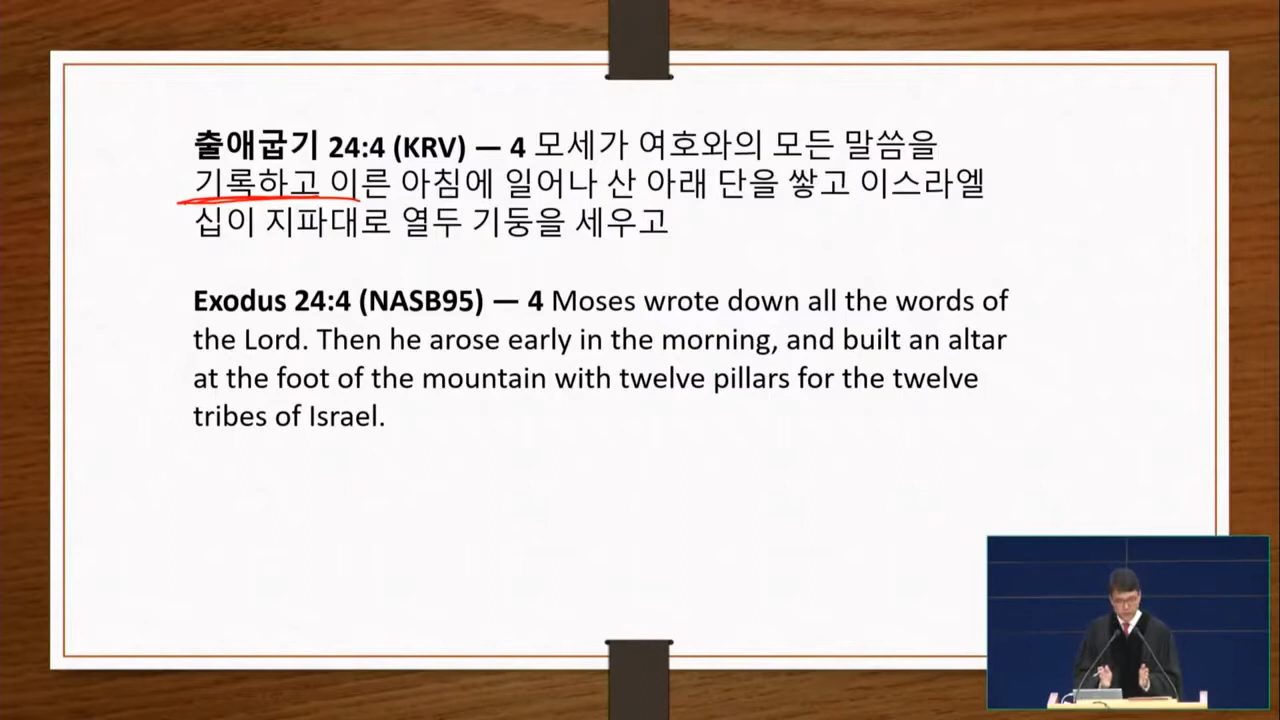 출애굽기 24:4 (KRV) — 4 모세가 여호와의 모든 말씀을
기록하고 이른 아침에 일어나 산 아래 단을 쌓고 이스라엘
십이 지파대로 열두 기둥을 세우고
Exodus 24:4 (NASB95) — 4 Moses wrote down all the words of
the Lord. Then he arose early in the morning, and built an altar
at the foot of the mountain with twelve pillars for the twelve
tribes of Israel.